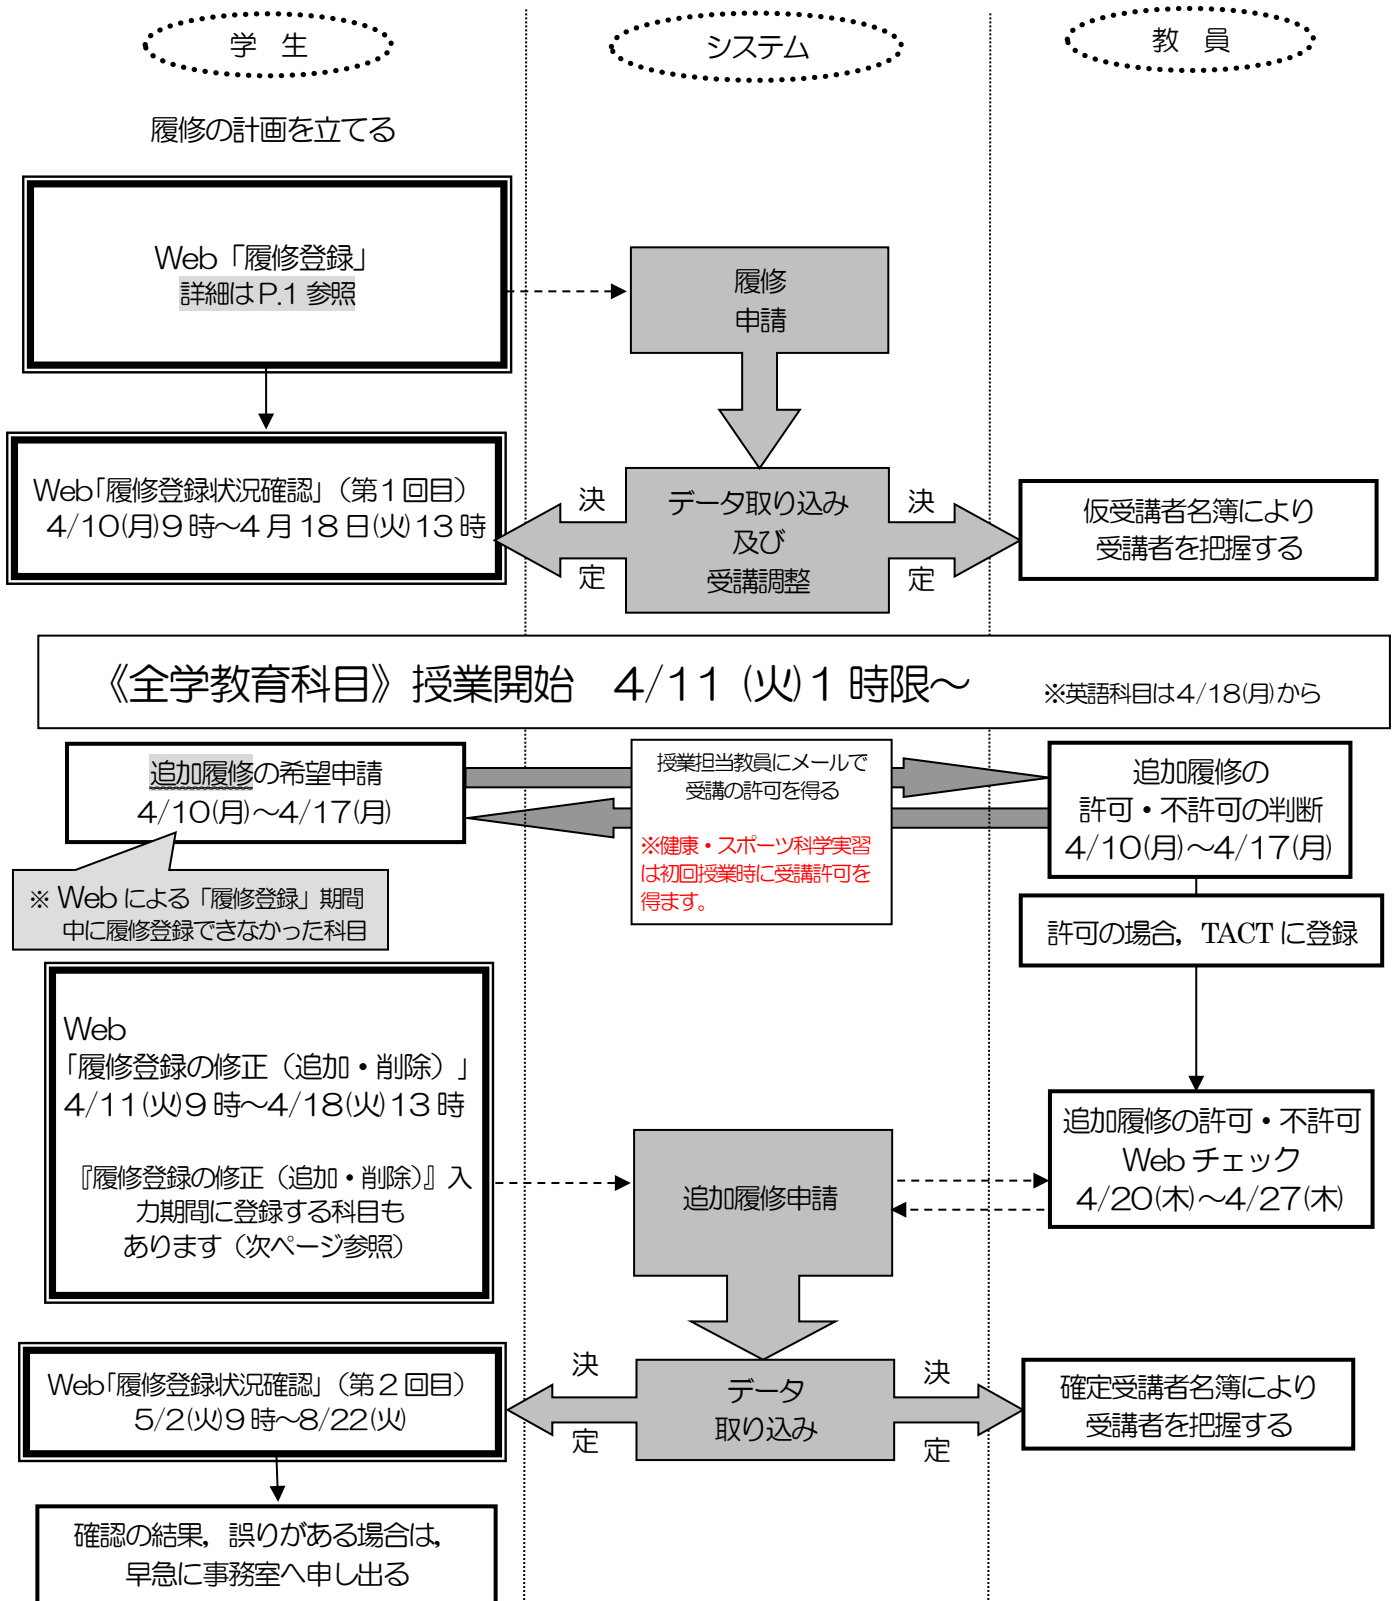 学 生
システム
教 員
履修の計画を立てる
Web「履修登録」
詳細はP.1 参照
履修
申請
Web「履修登録状況確認」（第１回目）
4/10(月)9時～4月18日(火)13時
決
定
データ取り込み
及び
受講調整
決
定
仮受講者名簿により
受講者を把握する
《全学教育科目》授業開始　4/11 (火)1 時限～　※英語科目は4/18(月)から
追加履修の希望申請
4/10(月)～4/17(月)
※ Webによる「履修登録」期間
中に履修登録できなかった科目
授業担当教員にメールで
受講の許可を得る
※健康・スポーツ科学実習
は初回授業時に受講許可を
得ます。
追加履修の
許可・不許可の判断
4/10(月)～4/17(月)
許可の場合，TACTに登録
Web
「履修登録の修正（追加・削除）」
4/11(火)9時～4/18(火)13時
『履修登録の修正（追加・削除）』入
力期間に登録する科目も
あります（次ページ参照）
追加履修申請
追加履修の許可・不許可
Webチェック
4/20(木)～4/27(木)
Web「履修登録状況確認」（第２回目）
5/2(火)9時～8/22(火)
決
定
データ
取り込み
決
定
確定受講者名簿により
受講者を把握する
確認の結果，誤りがある場合は，
早急に事務室へ申し出る